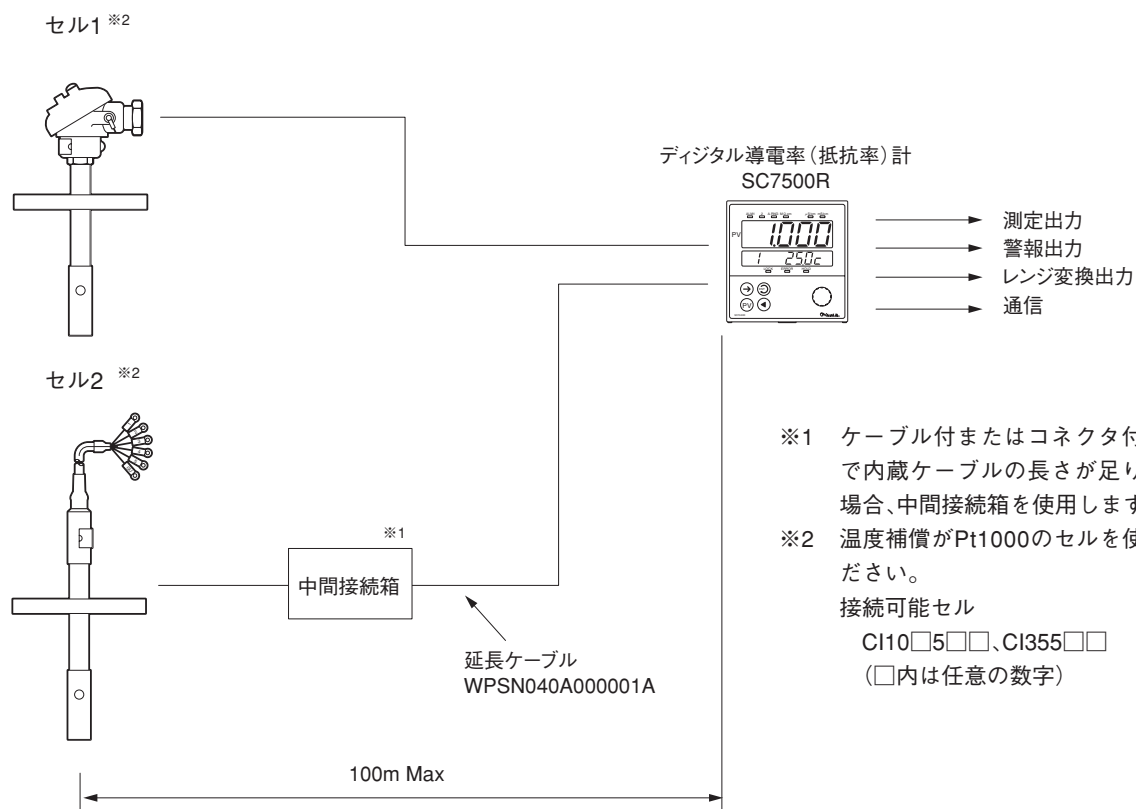 セル1 ※2
ディジタル導電率(抵抗率)計
SC7500R
PV
1.000
1 25.0c
PV
測定出力
警報出力
レンジ変換出力
通信
セル2 ※2
※1
中間接続箱
延長ケーブル
WPSN040A000001A
100m Max
※1 ケーブル付またはコネクタ付
で内蔵ケーブルの長さが足り
場合、中間接続箱を使用します
※2 温度補償がPt1000のセルを使
ださい。
接続可能セル
CI10□5□□、CI355□□
(□内は任意の数字)